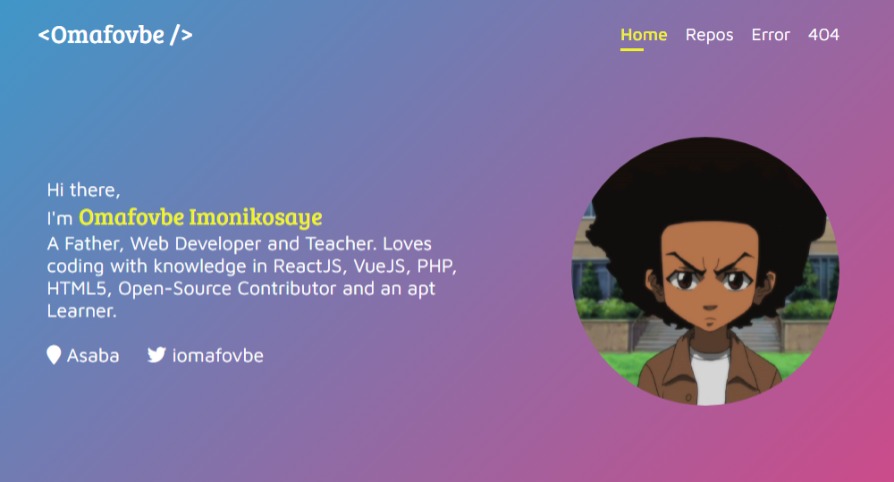 <Omafovbe />
Home Repos Error 404
Hi there,
I'm Omafovbe Imonikosaye
A Father, Web Developer and Teacher. Loves
coding with knowledge in ReactJS, VueJS, PHP,
HTML5, Open-Source Contributor and an apt
Learner.
Asaba iomafovbe